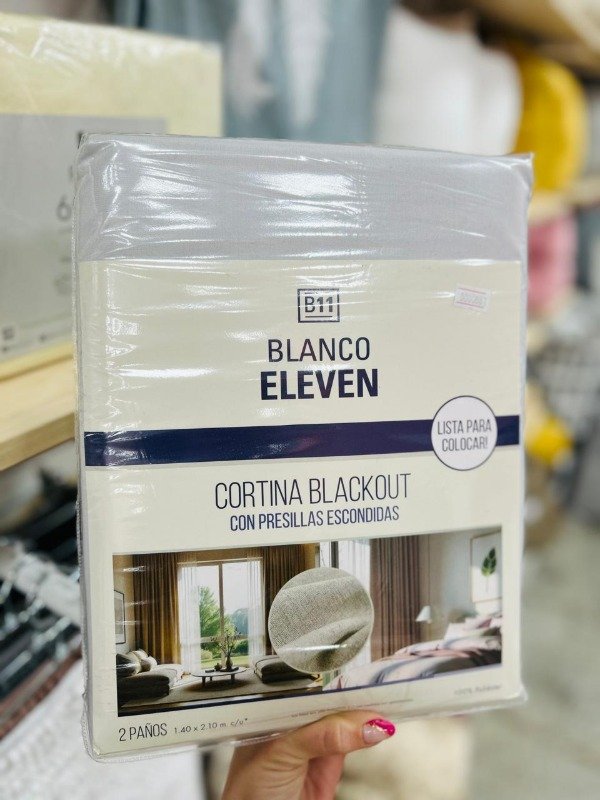 B11
BLANCO
ELEVEN
LISTA PARA
COLOCAR!
CORTINA BLACKOUT
CON PRESILLAS ESCONDIDAS
2 PAÑOS 1.40 x 2.10 m. c/u*